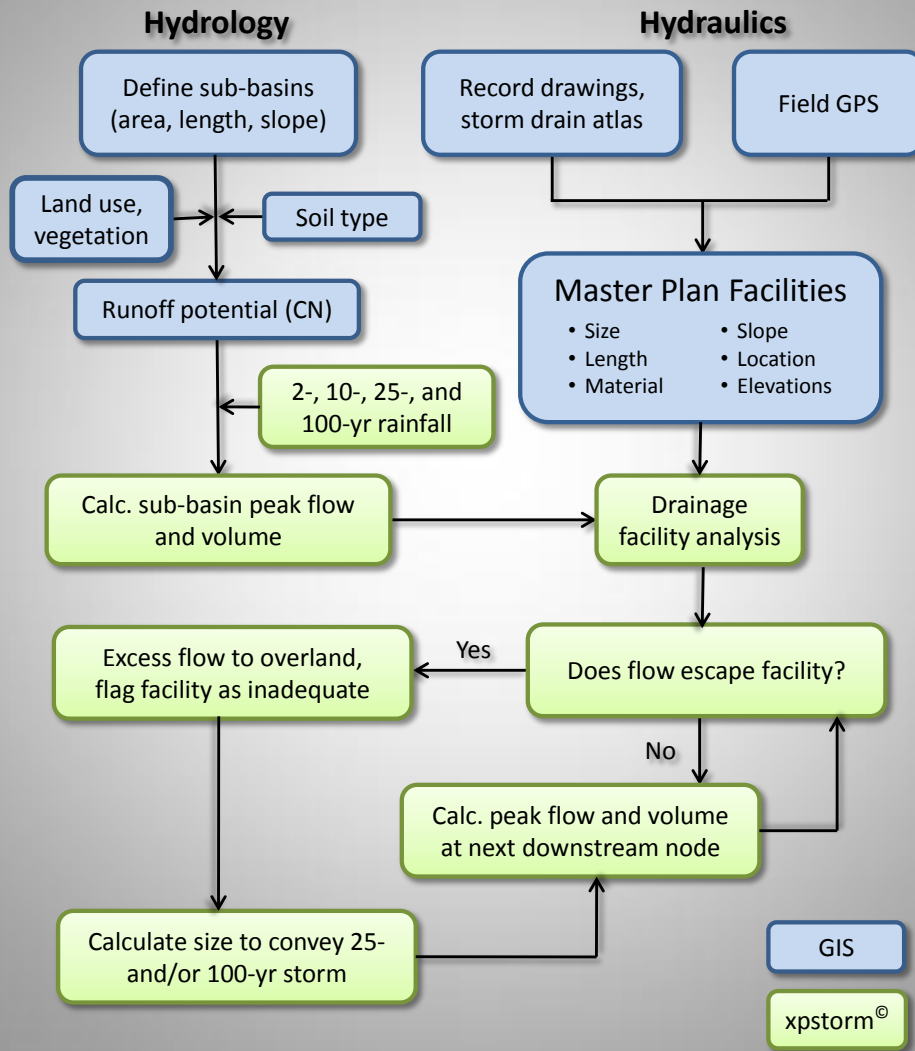 Hydrology
Hydraulics
Define sub-basins
(area, length, slope)
Record drawings,
storm drain atlas
Field GPS
Land use,
vegetation
Soil type
Runoff potential (CN)
Master Plan Facilities
• Size
• Length
• Material
• Slope
• Location
• Elevations
2-, 10-, 25-, and
100-yr rainfall
Calc. sub-basin peak flow
and volume
Drainage
facility analysis
Excess flow to overland,
flag facility as inadequate
Yes
Does flow escape facility?
No
Calc. peak flow and volume
at next downstream node
Calculate size to convey 25-
and/or 100-yr storm
GIS
xpstorm©